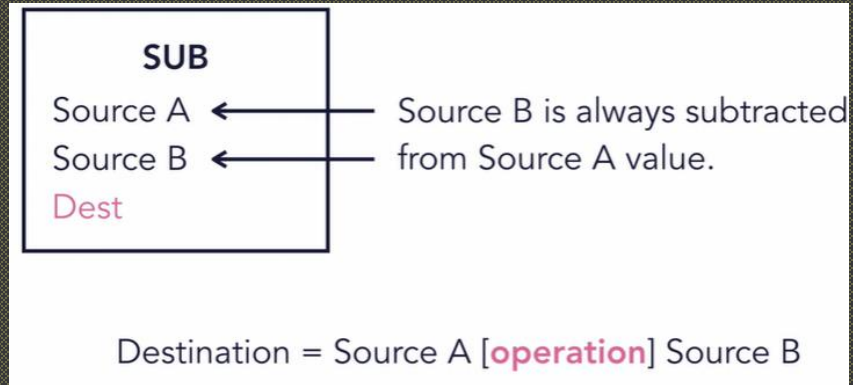 SUB
Source A
Source B is always subtracted
Source B
from Source A value.
Dest
Destination = Source A [operation] Source B